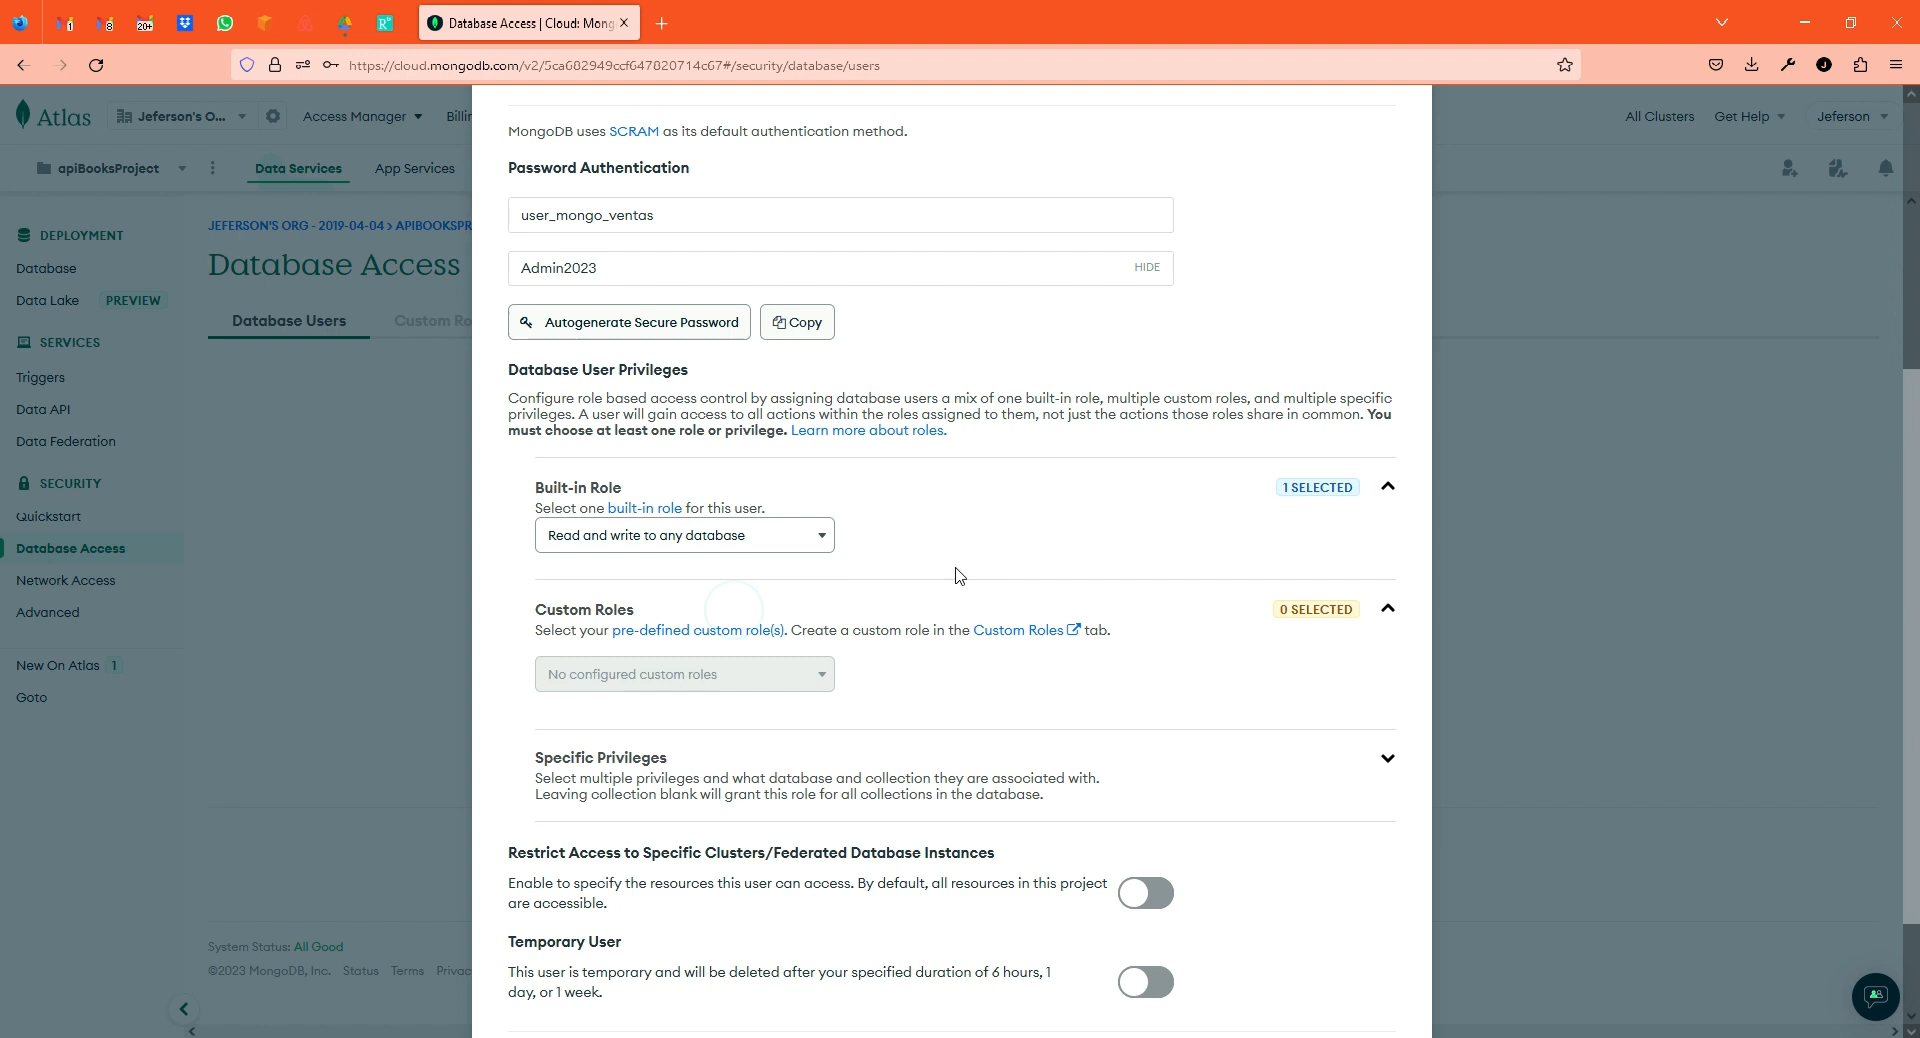 1
8
20+
Database Access | Cloud: Mong
https://cloud.mongodb.com/v2/5ca682949ccf647820714c67#/security/database/users
J
Atlas
Jeferson's O...
Access Manager
Billin
All Clusters
Get Help
Jeferson
apiBooksProject
Data Services
App Services
DEPLOYMENT
Database
Data Lake PREVIEW
SERVICES
Triggers
Data API
Data Federation
SECURITY
Quickstart
Database Access
Network Access
Advanced
New On Atlas 1
Goto
JEFERSON'S ORG - 2019-04-04 > APIBOOKSPR
Database Access
Database Users
Custom Ro
System Status: All Good
©2023 MongoDB, Inc. Status Terms Privac
MongoDB uses SCRAM as its default authentication method.
Password Authentication
user_mongo_ventas
Admin2023 HIDE
Autogenerate Secure Password
Copy
Database User Privileges
Configure role based access control by assigning database users a mix of one built-in role, multiple custom roles, and multiple specific
privileges. A user will gain access to all actions within the roles assigned to them, not just the actions those roles share in common. You
must choose at least one role or privilege. Learn more about roles.
Built-in Role
1 SELECTED
Select one built-in role for this user.
Read and write to any database
Custom Roles
0 SELECTED
Select your pre-defined custom role(s). Create a custom role in the Custom Roles tab.
No configured custom roles
Specific Privileges
Select multiple privileges and what database and collection they are associated with.
Leaving collection blank will grant this role for all collections in the database.
Restrict Access to Specific Clusters/Federated Database Instances
Enable to specify the resources this user can access. By default, all resources in this project
are accessible.
Temporary User
This user is temporary and will be deleted after your specified duration of 6 hours, 1
day, or 1 week.